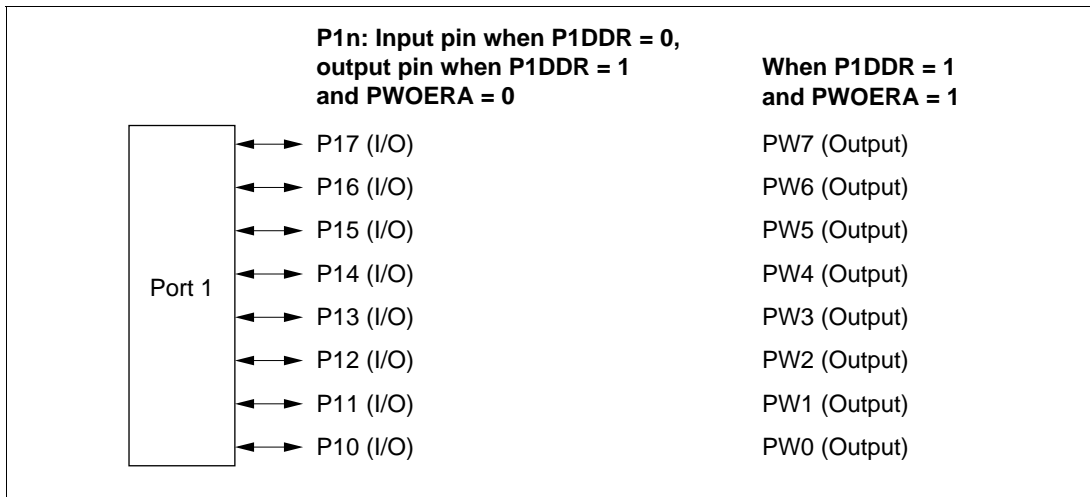 P1n: Input pin when P1DDR = 0,
output pin when P1DDR = 1
and PWOERA = 0
When P1DDR = 1
and PWOERA = 1
Port 1
P17 (I/O) PW7 (Output)
P16 (I/O) PW6 (Output)
P15 (I/O) PW5 (Output)
P14 (I/O) PW4 (Output)
P13 (I/O) PW3 (Output)
P12 (I/O) PW2 (Output)
P11 (I/O) PW1 (Output)
P10 (I/O) PW0 (Output)